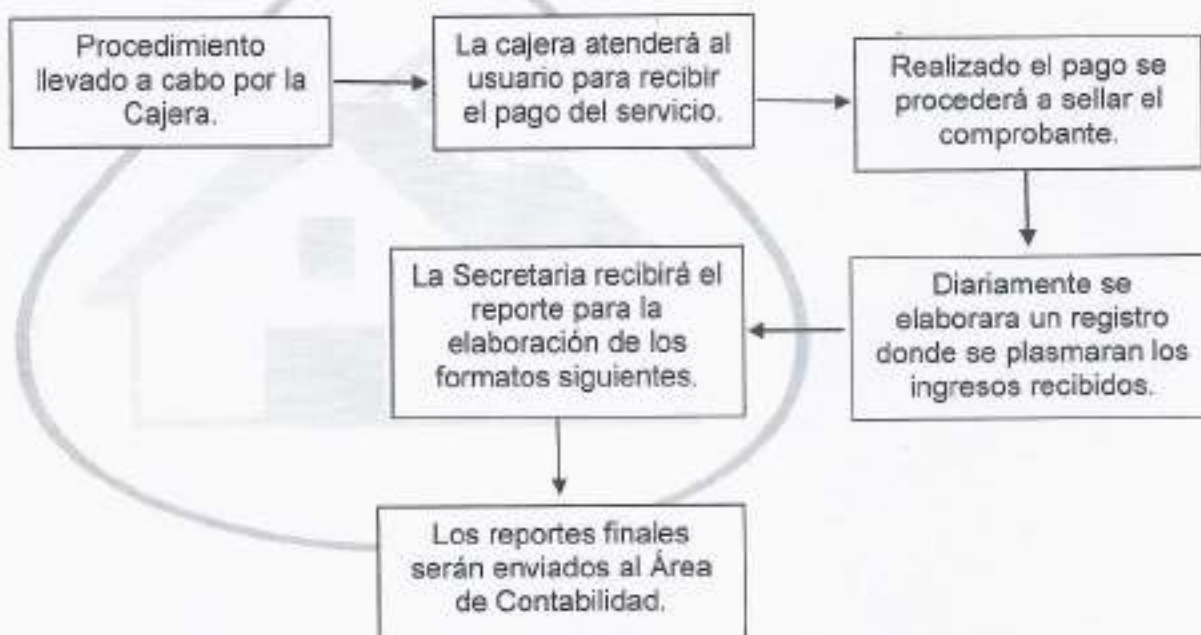 Procedimiento
llevado a cabo por la
Cajera.
La cajera atenderá al
usuario para recibir
el pago del servicio.
Realizado el pago se
procederá a sellar el
comprobante.
Diariamente se
elaborara un registro
donde se plasmaran los
ingresos recibidos.
La Secretaria recibirá el
reporte para la
elaboración de los
formatos siguientes.
Los reportes finales
serán enviados al Área
de Contabilidad.